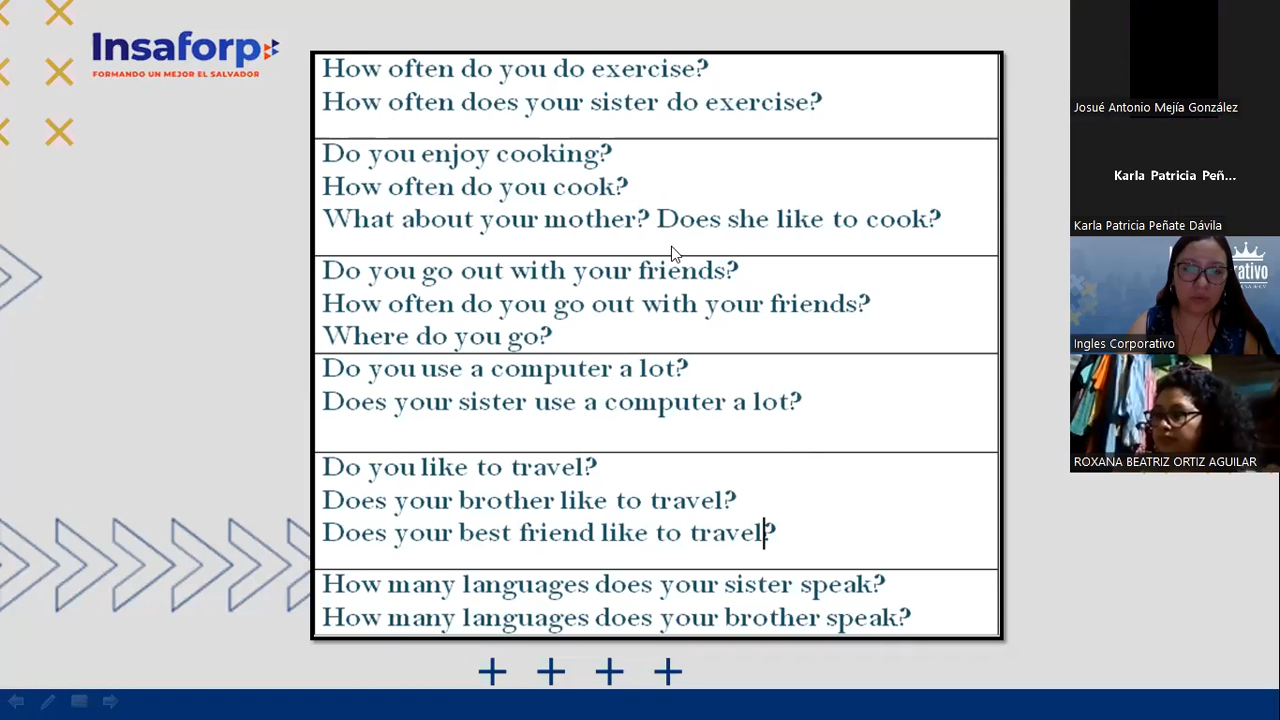 Insaforp
FORMANDO UN MEJOR EL SALVADOR
How often do you do exercise?
How often does your sister do exercise?
Do you enjoy cooking?
How often do you cook?
What about your mother? Does she like to cook?
Do you go out with your friends?
How often do you go out with your friends?
Where do you go?
Do you use a computer a lot?
Does your sister use a computer a lot?
Do you like to travel?
Does your brother like to travel?
Does your best friend like to travel?
How many languages does your sister speak?
How many languages does your brother speak?
Josué Antonio Mejía González
Karla Patricia Peñ...
Karla Patricia Peñate Dávila
Ingles Corporativo
ROXANA BEATRIZ ORTIZ AGUILAR